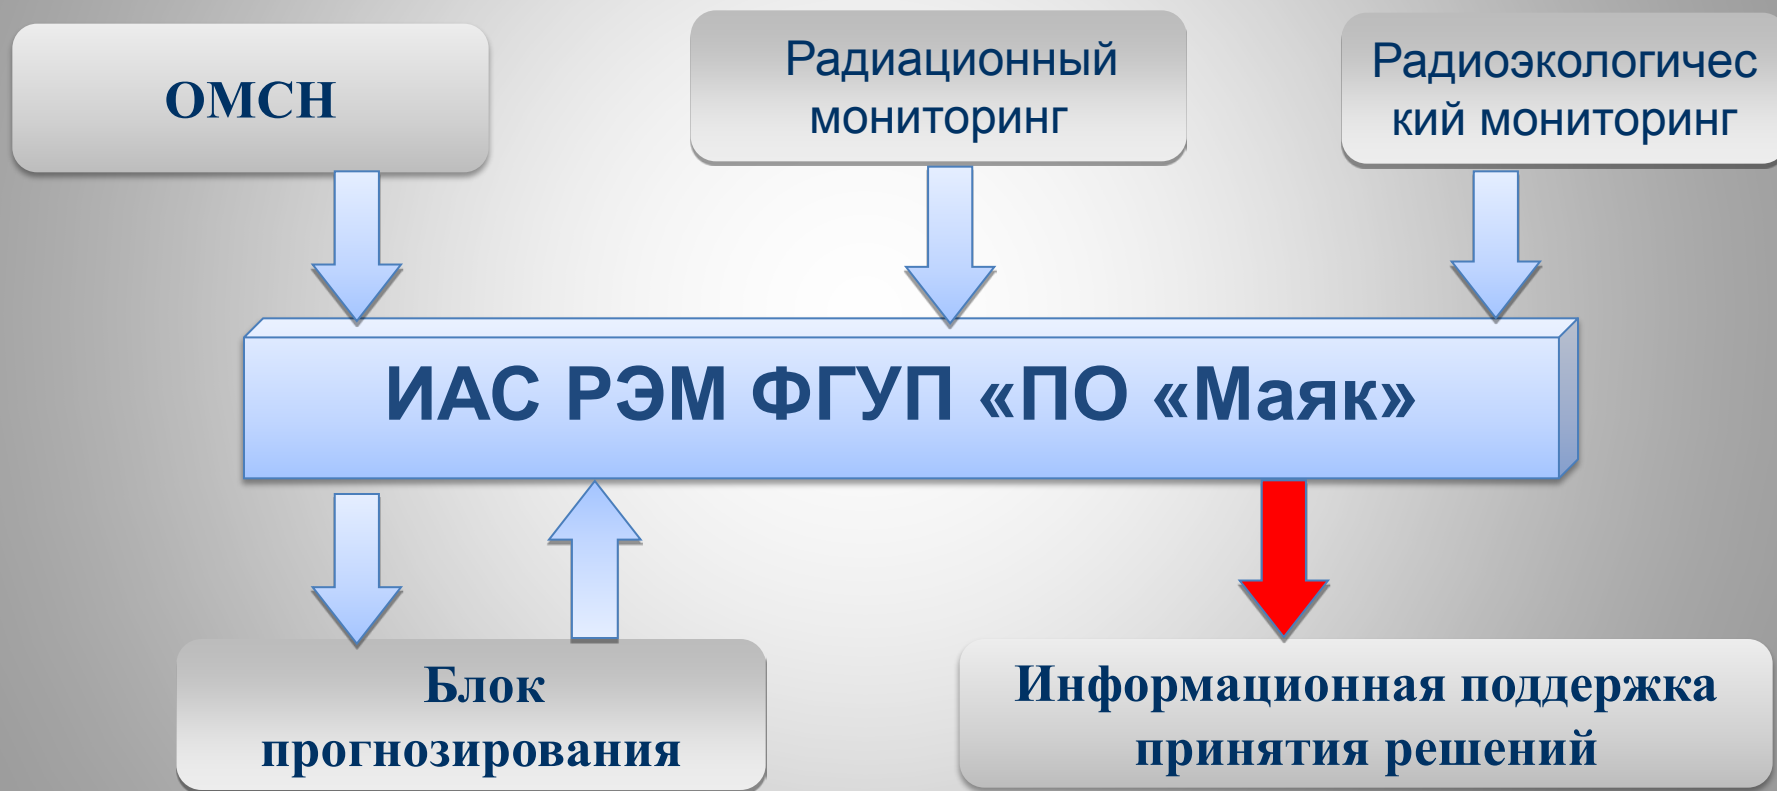 ОМСН
Радиационный
мониторинг
Радиоэкологичес
кий мониторинг
ИАС РЭМ ФГУП «ПО «Маяк»
Блок
прогнозирования
Информационная поддержка
принятия решений